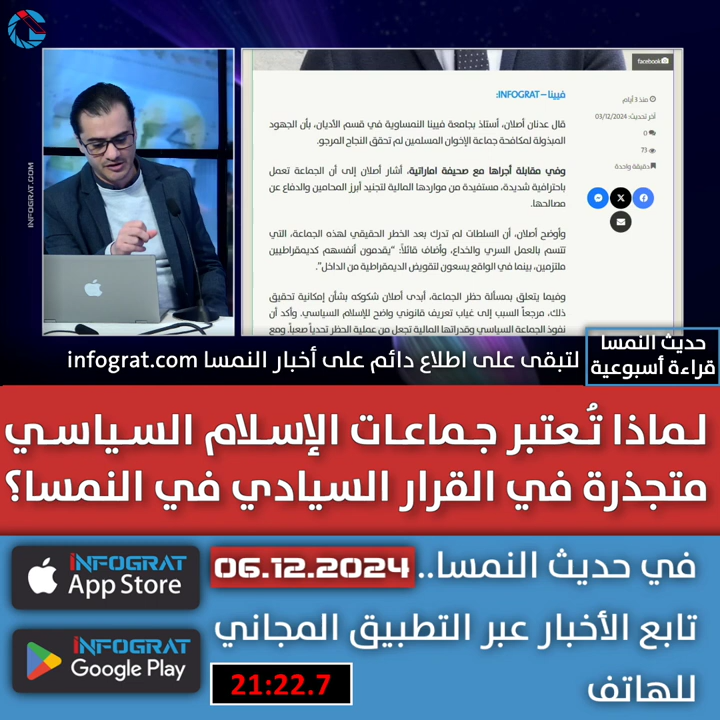 facebook
فيينا – INFOGRAT:
قال عدنان أصلان، أستاذ بجامعة فيينا النمساوية في قسم الأديان، بأن الجهود
المبذولة لمكافحة جماعة الإخوان المسلمين لم تحقق النجاح المرجو.
وفي مقابلة أجراها مع صحيفة اماراتية، أشار أصلان إلى أن الجماعة تعمل
باحترافية شديدة، مستفيدة من مواردها المالية لتجنيد أبرز المحامين والدفاع عن
مصالحها.
وأوضح أصلان، أن السلطات لم تدرك بعد الخطر الحقيقي لهذه الجماعة، التي
تتسم بالعمل السري والخداع، وأضاف قائلاً: "يقدمون أنفسهم كديمقراطيين
ملتزمين، بينما في الواقع يسعون لتقويض الديمقراطية من الداخل".
وفيما يتعلق بمسألة حظر الجماعة، أبدى أصلان شكوكه بشأن إمكانية تحقيق
ذلك، مرجعاً السبب إلى غياب تعريف قانوني واضح للإسلام السياسي. وأكد أن
نفوذ الجماعة السياسي وقدراتها المالية تجعل من عملية الحظر تحدياً صعباً. ومع
منذ 3 أيام
آخر تحديث: 03/12/2024
0
73
دقيقة واحدة
INFOGRAT.COM
حديث النمسا
قراءة أسبوعية
لتبقى على اطلاع دائم على أخبار النمسا infograt.com
لماذا تُعتبر جماعات الإسلام السياسي
متجذرة في القرار السيادي في النمسا؟
في حديث النمسا.. 06.12.2024
تابع الأخبار عبر التطبيق المجاني
للهاتف
INFOGRAT
App Store
INFOGRAT
Google Play
21:22.7